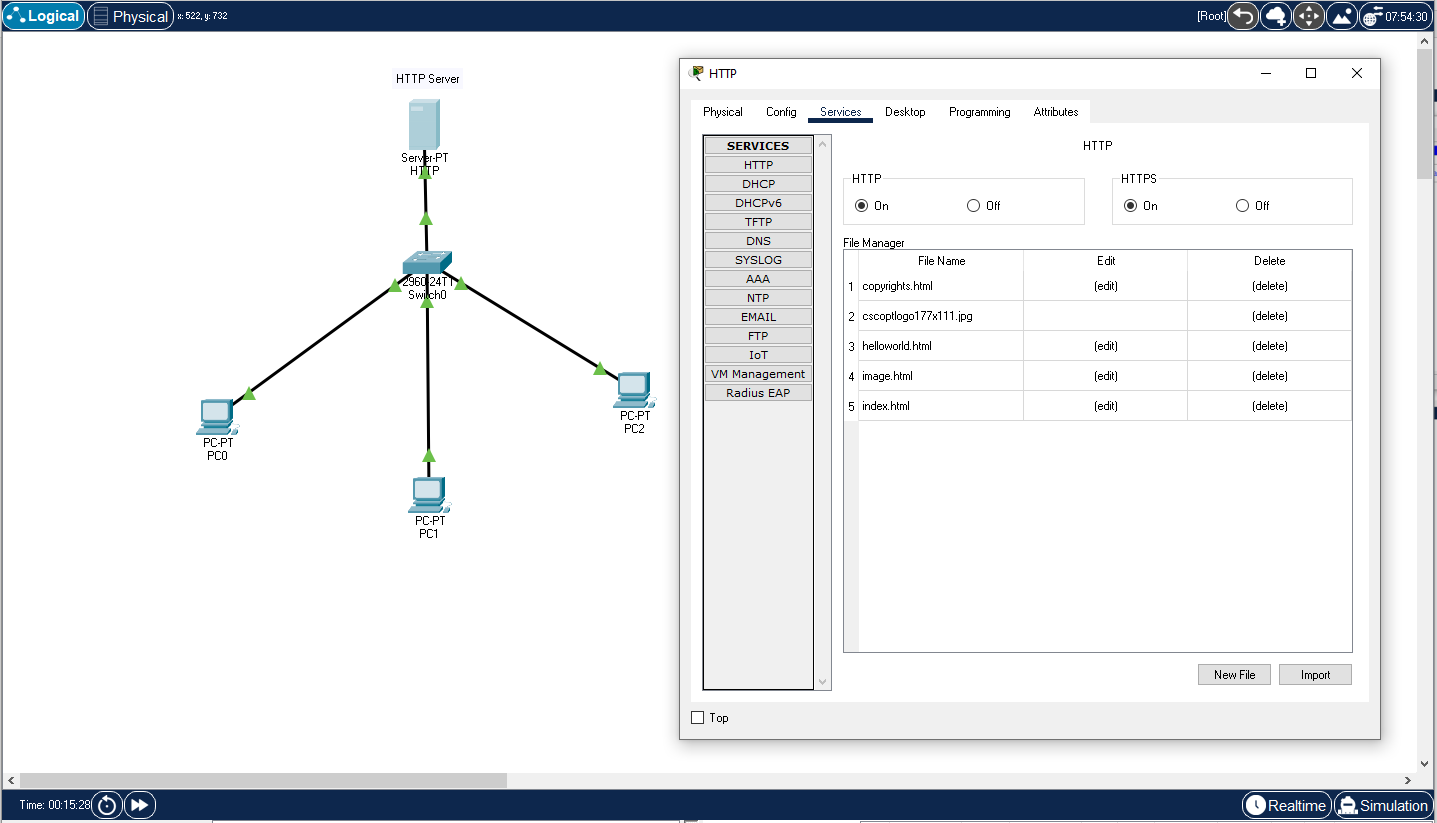 Logical
Physical
x: 522, y: 732
[Root]
07:54:30
HTTP Server
Server-PT
HTTP
2960-24TT
Switch0
PC-PT
PC0
PC-PT
PC1
PC-PT
PC2
HTTP
Physical Config Services Desktop Programming Attributes
SERVICES
HTTP
DHCP
DHCPv6
TFTP
DNS
SYSLOG
AAA
NTP
EMAIL
FTP
IoT
VM Management
Radius EAP
HTTP
HTTP
On Off
HTTPS
On Off
File Manager
File Name Edit Delete
1 copyrights.html (edit) (delete)
2 cscoptlogo177x111.jpg (delete)
3 helloworld.html (edit) (delete)
4 image.html (edit) (delete)
5 index.html (edit) (delete)
New File Import
Top
Time: 00:15:28
Realtime
Simulation